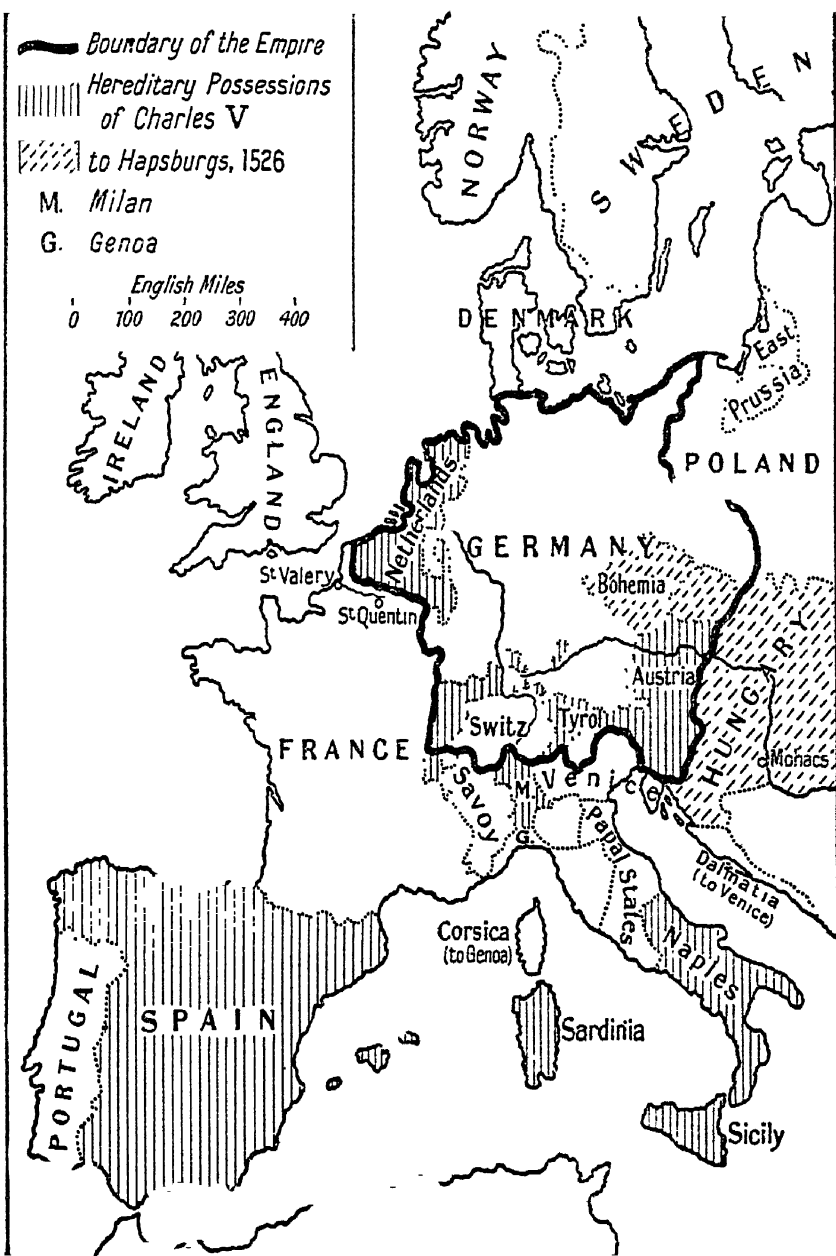 Boundary of the Empire
Hereditary Possessions
of Charles V
to Hapsburgs, 1526
M. Milan
G. Genoa
English Miles
0 100 200 300 400
NORWAY
SWEDEN
DENMARK
East
Prussia
IRELAND
ENGLAND
POLAND
Netherlands
GERMANY
St Valery
St Quentin
Bohemia
HUNGARY
Austria
Switz
Tyrol
FRANCE
Monacs
Savoy
Venice
M.
G.
Papal States
Dalmatia
(to Venice)
Corsica
(to Genoa)
Naples
PORTUGAL
SPAIN
Sardinia
Sicily